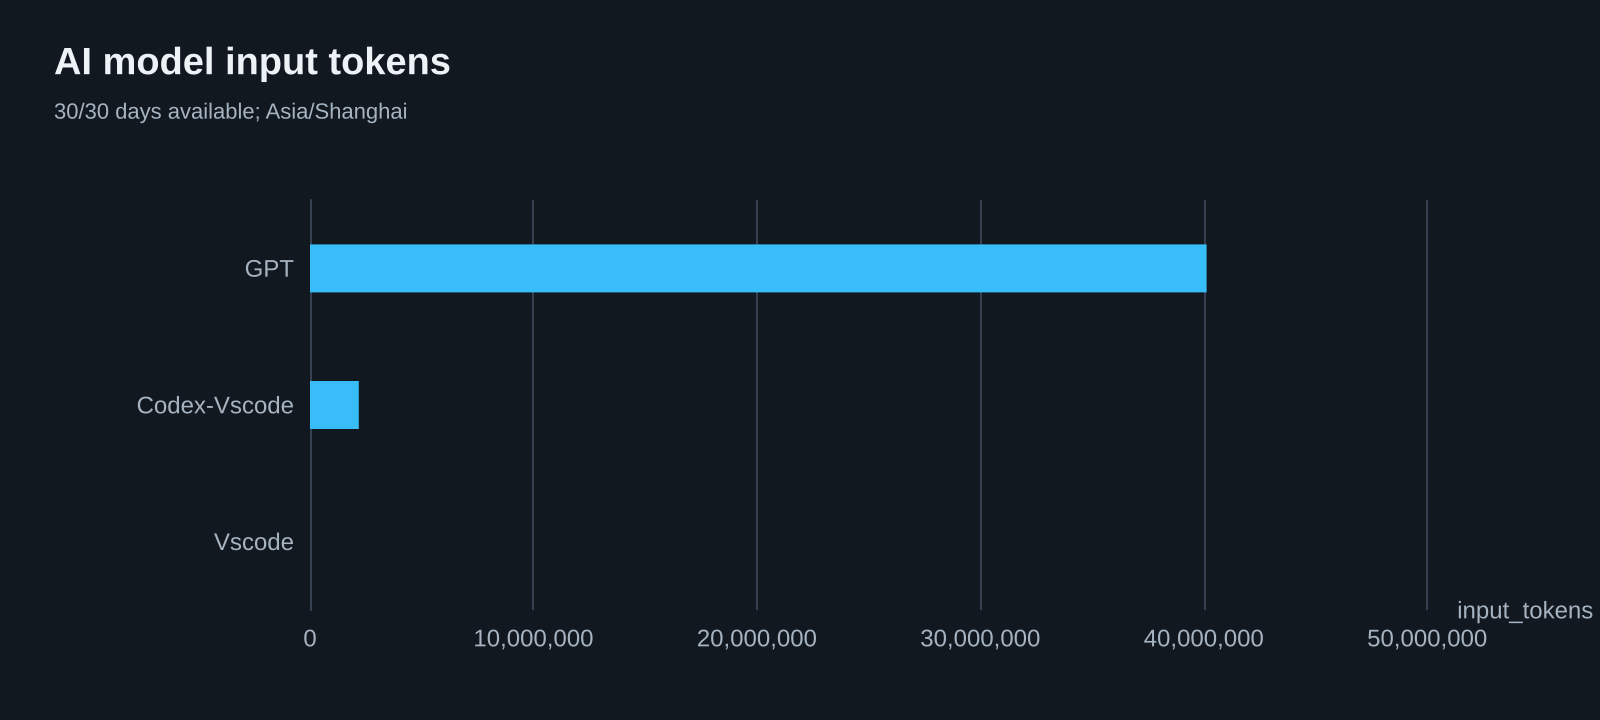 AI model input tokens
30/30 days available; Asia/Shanghai
GPT
Codex-Vscode
Vscode
input_tokens
0 10,000,000 20,000,000 30,000,000 40,000,000 50,000,000